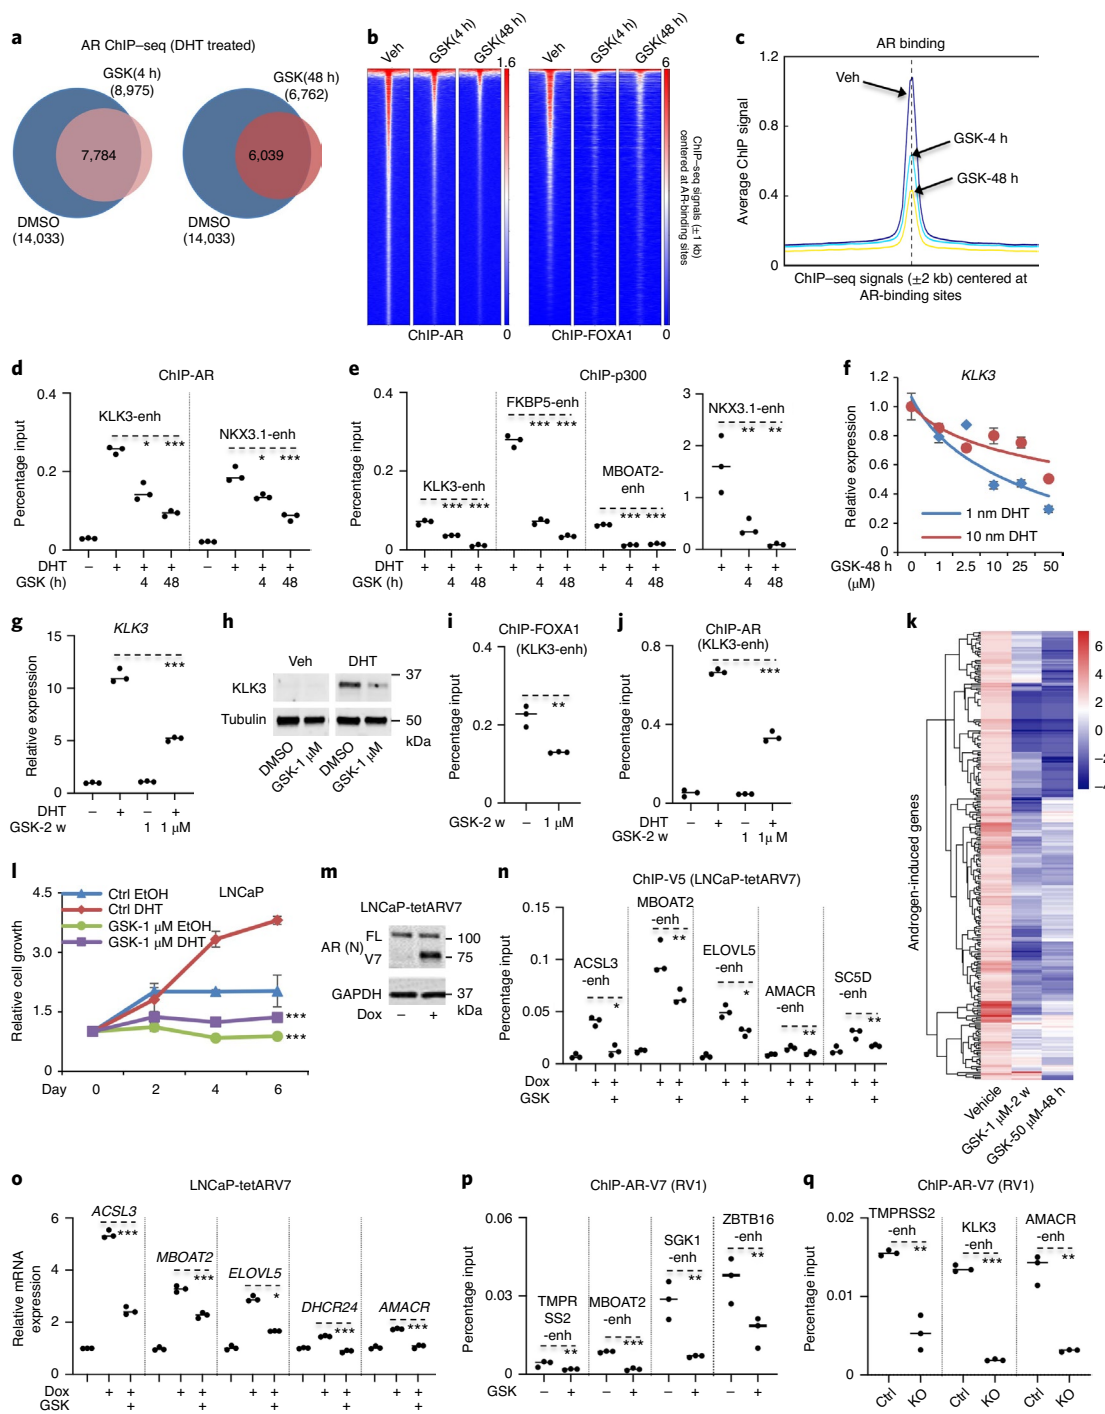 a
AR ChIP–seq (DHT treated)
GSK(4 h)
(8,975)
GSK(48 h)
(6,762)
7,784
6,039
DMSO
(14,033)
DMSO
(14,033)
b
Veh
GSK(4 h)
GSK(48 h)
1.6
0
ChIP-AR
Veh
GSK(4 h)
GSK(48 h)
6
0
ChIP-FOXA1
ChIP–seq signals (±1 kb)
centered at AR-binding
sites
c
AR binding
Average ChIP signal
1.2
0.8
0.4
0
Veh
GSK-4 h
GSK-48 h
ChIP–seq signals (±2 kb) centered at
AR-binding sites
d
ChIP-AR
Percentage input
0.4
0.2
0
KLK3-enh
* ***
NKX3.1-enh
* ***
DHT – + + + – + + +
GSK (h) 4 48 4 48
e
ChIP-p300
Percentage input
0.4
0.2
0
KLK3-enh
*** ***
FKBP5-enh
*** ***
MBOAT2-
enh
*** ***
3
2
1
0
NKX3.1-enh
** **
+ + + + + + + + + + + +
4 48 4 48 4 48 4 48
f
KLK3
Relative expression
1.2
1.0
0.8
0.6
0.4
0.2
0
1 nm DHT
10 nm DHT
GSK-48 h
(μM)
0 1 2.5 10 25 50
g
KLK3
Relative expression
15
10
5
0
***
DHT – + – +
GSK-2 w 1 1 μM
h
Veh DHT
KLK3
Tubulin
37
50
kDa
DMSO
GSK-1 μM
DMSO
GSK-1 μM
i
ChIP-FOXA1
(KLK3-enh)
Percentage input
0.4
0.2
0
**
GSK-2 w – 1 μM
j
ChIP-AR
(KLK3-enh)
Percentage input
0.8
0.4
0
***
DHT – + – +
GSK-2 w 1 1μ M
k
Androgen-induced genes
6
4
2
0
–2
–4
Vehicle
GSK-1 μM-2 w
GSK-50 μM-48 h
l
LNCaP
Relative cell growth
4.5
3.0
1.5
0
Ctrl EtOH
Ctrl DHT
GSK-1 μM EtOH
GSK-1 μM DHT
***
***
Day 0 2 4 6
m
LNCaP-tetARV7
AR (N)
FL
V7
GAPDH
100
75
37
kDa
Dox – +
n
ChIP-V5 (LNCaP-tetARV7)
Percentage input
0.15
0.1
0.05
0
ACSL3
-enh
*
MBOAT2
-enh
**
ELOVL5
-enh
*
AMACR
-enh
**
SC5D
-enh
**
Dox + + + + + + + + + +
GSK + + + + +
o
LNCaP-tetARV7
Relative mRNA
expression
6
4
2
0
ACSL3
***
MBOAT2
***
ELOVL5
*
DHCR24
***
AMACR
***
Dox + + + + + + + + + +
GSK + + + + +
p
ChIP-AR-V7 (RV1)
Percentage input
0.06
0.03
0
TMPR
SS2-enh
**
MBOAT2
-enh
***
SGK1
-enh
**
ZBTB16
-enh
**
GSK – + – + – + – +
q
ChIP-AR-V7 (RV1)
Percentage input
0.02
0.01
0
TMPRSS2
-enh
**
KLK3
-enh
***
AMACR
-enh
**
Ctrl
KO
Ctrl
KO
Ctrl
KO